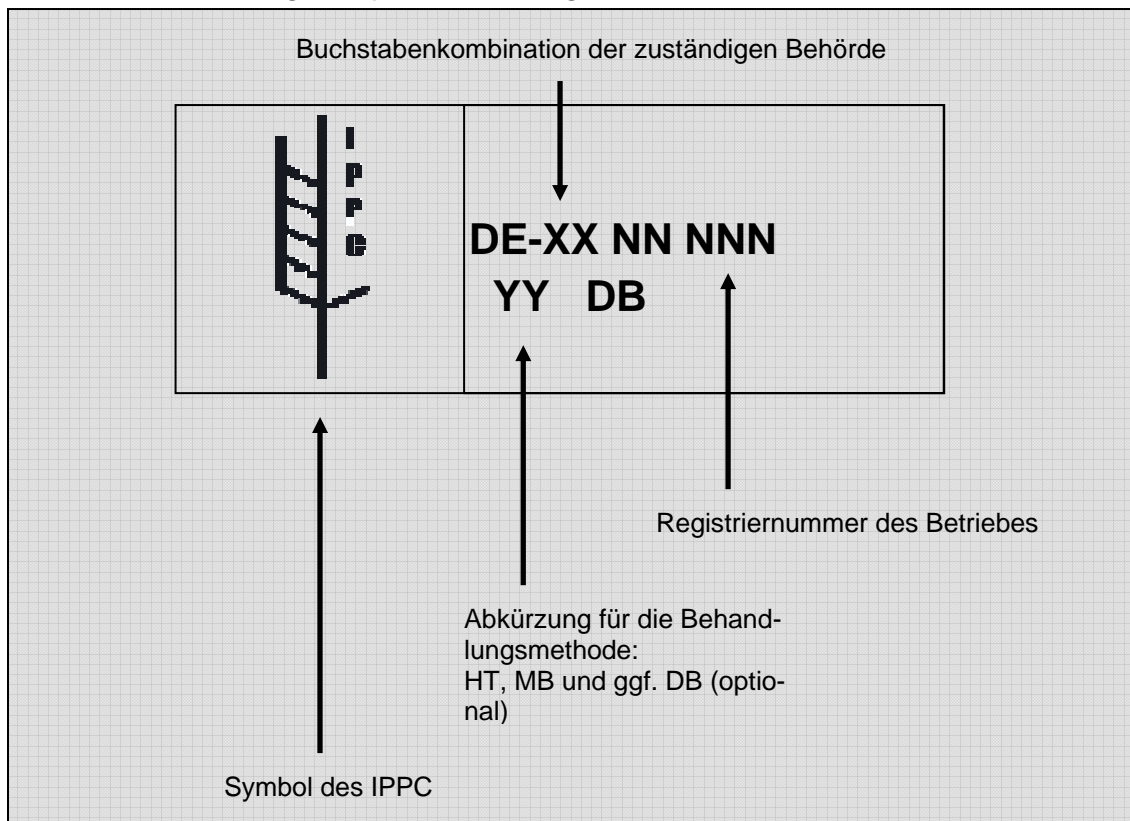 Buchstabenkombination der zuständigen Behörde
I
P
P
C
DE-XX NN NNN
YY DB
Registriernummer des Betriebes
Abkürzung für die Behand-
lungsmethode:
HT, MB und ggf. DB (optio-
nal)
Symbol des IPPC